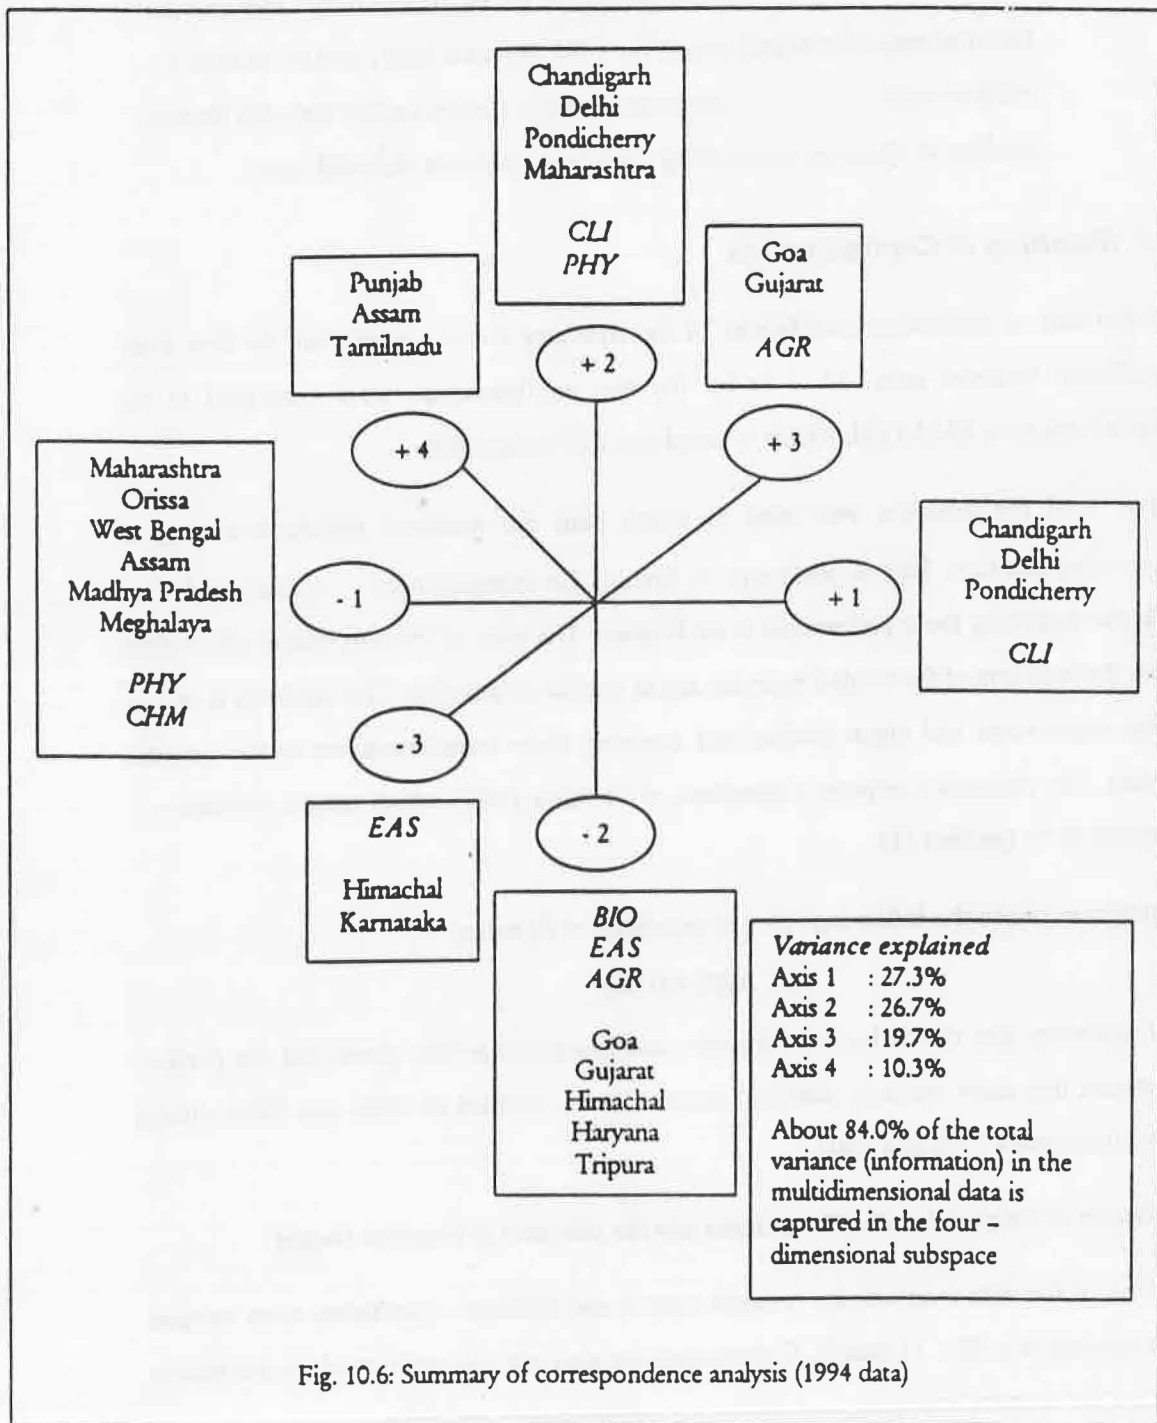 Chandigarh
Delhi
Pondicherry
Maharashtra
CLI
PHY
Goa
Gujarat
AGR
Punjab
Assam
Tamilnadu
+ 2
+ 4
+ 3
Maharashtra
Orissa
West Bengal
Assam
Madhya Pradesh
Meghalaya
PHY
CHM
- 1
+ 1
Chandigarh
Delhi
Pondicherry
CLI
- 3
- 2
EAS
Himachal
Karnataka
BIO
EAS
AGR
Goa
Gujarat
Himachal
Haryana
Tripura
Variance explained
Axis 1 : 27.3%
Axis 2 : 26.7%
Axis 3 : 19.7%
Axis 4 : 10.3%
About 84.0% of the total
variance (information) in the
multidimensional data is
captured in the four –
dimensional subspace
Fig. 10.6: Summary of correspondence analysis (1994 data)